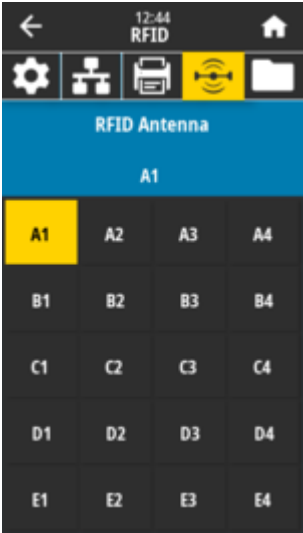 12:44
RFID
RFID Antenna
A1
A1 A2 A3 A4
B1 B2 B3 B4
C1 C2 C3 C4
D1 D2 D3 D4
E1 E2 E3 E4